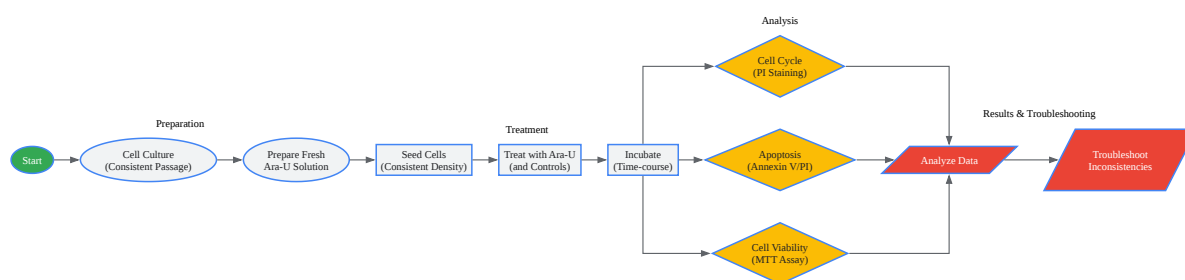 Analysis
Cell Cycle
(PI Staining)
Results & Troubleshooting
Preparation
Treatment
Start
Cell Culture
(Consistent Passage)
Prepare Fresh
Ara-U Solution
Seed Cells
(Consistent Density)
Treat with Ara-U
(and Controls)
Incubate
(Time-course)
Apoptosis
(Annexin V/PI)
Analyze Data
Troubleshoot
Inconsistencies
Cell Viability
(MTT Assay)